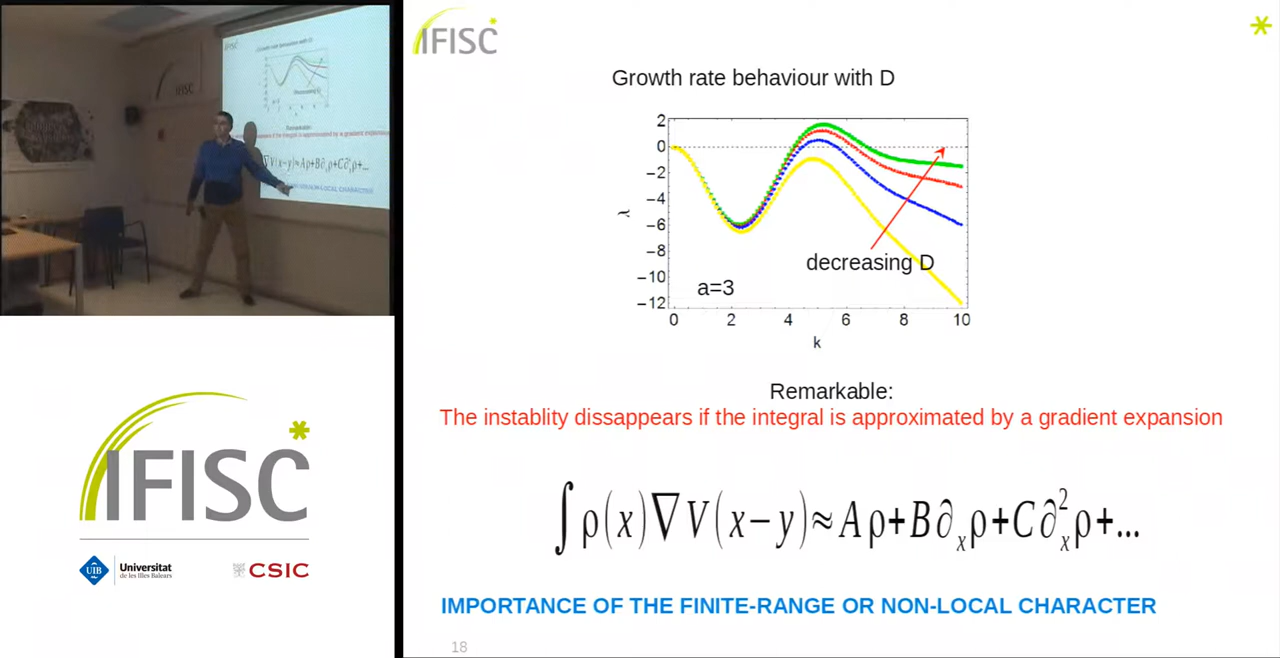 IFISC
Growth rate behaviour with D
2
0
−2
−4
−6
−8
−10
−12
λ
decreasing D
a=3
0 2 4 6 8 10
k
Remarkable:
The instablity dissappears if the integral is approximated by a gradient expansion
∫ρ(x)∇V(x−y)≈Aρ+B∂ₓρ+C∂ₓ²ρ+...
IMPORTANCE OF THE FINITE-RANGE OR NON-LOCAL CHARACTER
18
IFISC
UIB
Universitat
de les Illes Balears
CSIC